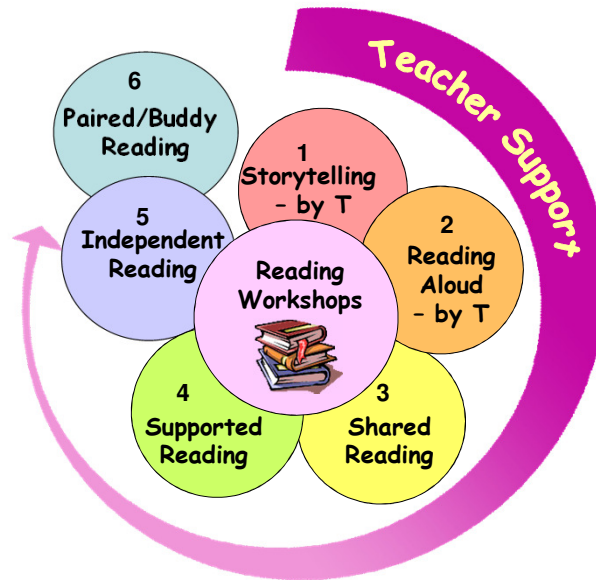 Teacher Support
1
Storytelling
– by T
2
Reading
Aloud
– by T
3
Shared
Reading
4
Supported
Reading
5
Independent
Reading
6
Paired/Buddy
Reading
Reading
Workshops